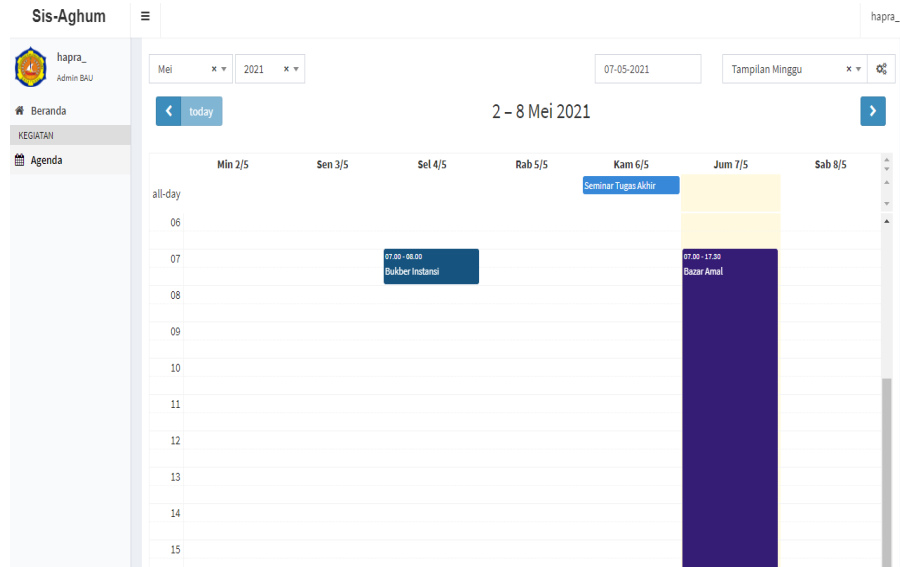 Sis-Aghum
hapra_
hapra_
Admin BAU
Beranda
KEGIATAN
Agenda
Mei × 2021 × 07-05-2021 Tampilan Minggu ×
today 2 – 8 Mei 2021
Min 2/5 Sen 3/5 Sel 4/5 Rab 5/5 Kam 6/5 Jum 7/5 Sab 8/5
all-day Seminar Tugas Akhir
06
07 07.00 - 08.00 07.00 - 17.30
Bukber Instansi Bazar Amal
08
09
10
11
12
13
14
15